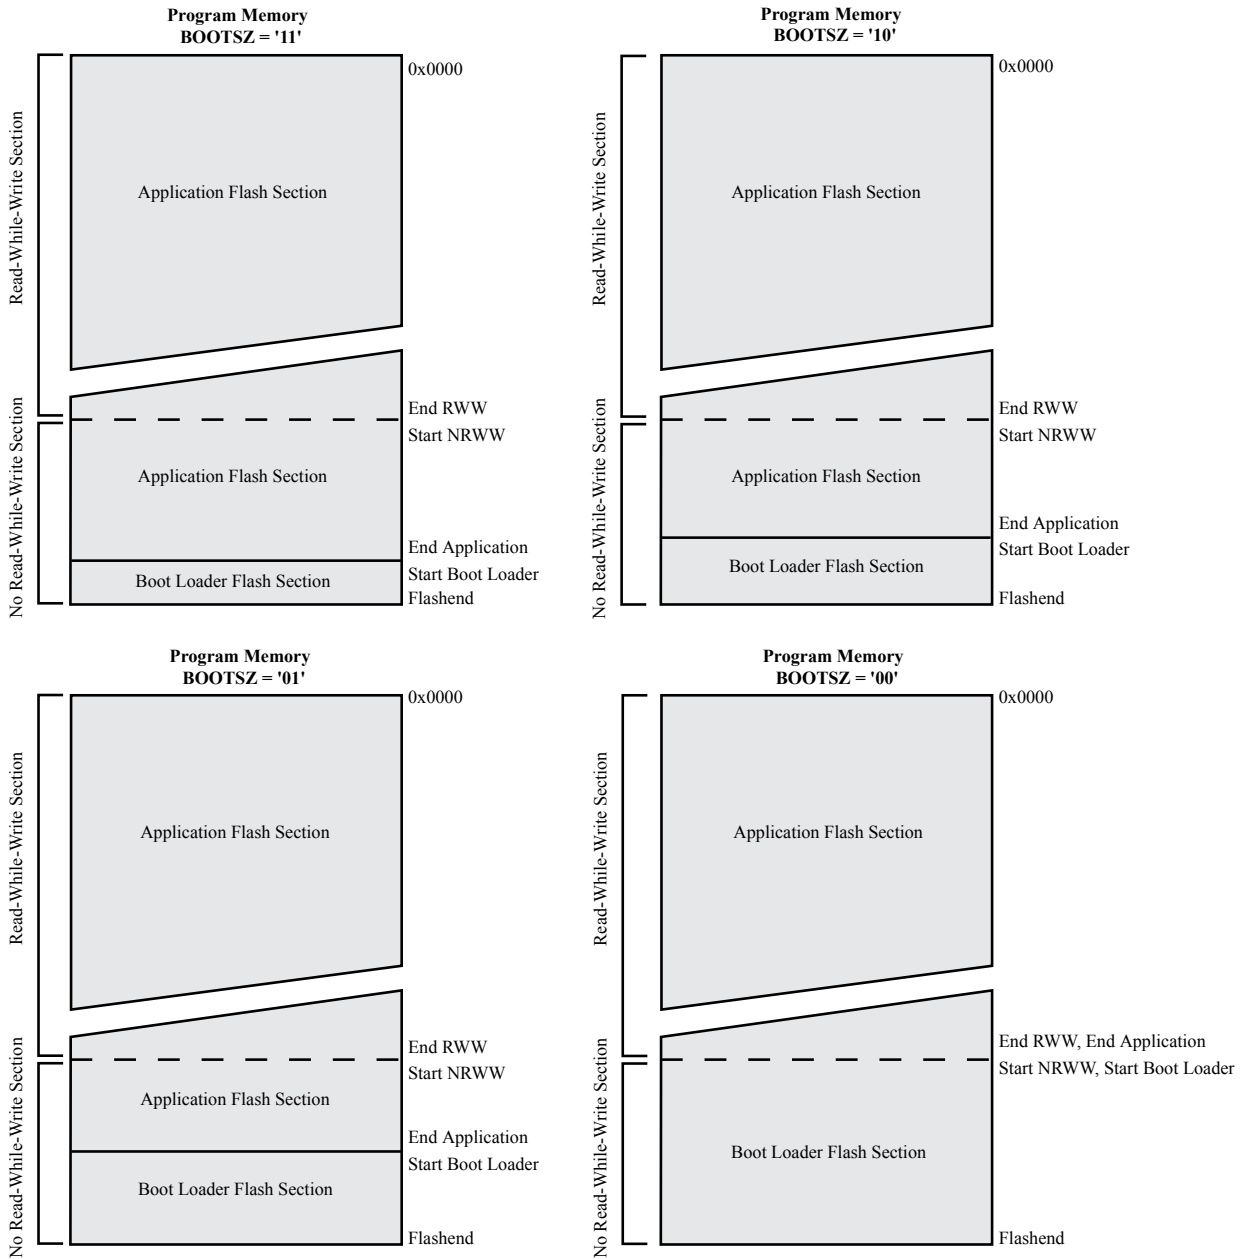 Program Memory
BOOTSZ = '11'
0x0000
Read-While-Write Section
Application Flash Section
End RWW
Start NRWW
No Read-While-Write Section
Application Flash Section
End Application
Start Boot Loader
Boot Loader Flash Section
Flashend
Program Memory
BOOTSZ = '10'
0x0000
Read-While-Write Section
Application Flash Section
End RWW
Start NRWW
No Read-While-Write Section
Application Flash Section
End Application
Start Boot Loader
Boot Loader Flash Section
Flashend
Program Memory
BOOTSZ = '01'
0x0000
Read-While-Write Section
Application Flash Section
End RWW
Start NRWW
No Read-While-Write Section
Application Flash Section
End Application
Start Boot Loader
Boot Loader Flash Section
Flashend
Program Memory
BOOTSZ = '00'
0x0000
Read-While-Write Section
Application Flash Section
End RWW, End Application
Start NRWW, Start Boot Loader
No Read-While-Write Section
Boot Loader Flash Section
Flashend